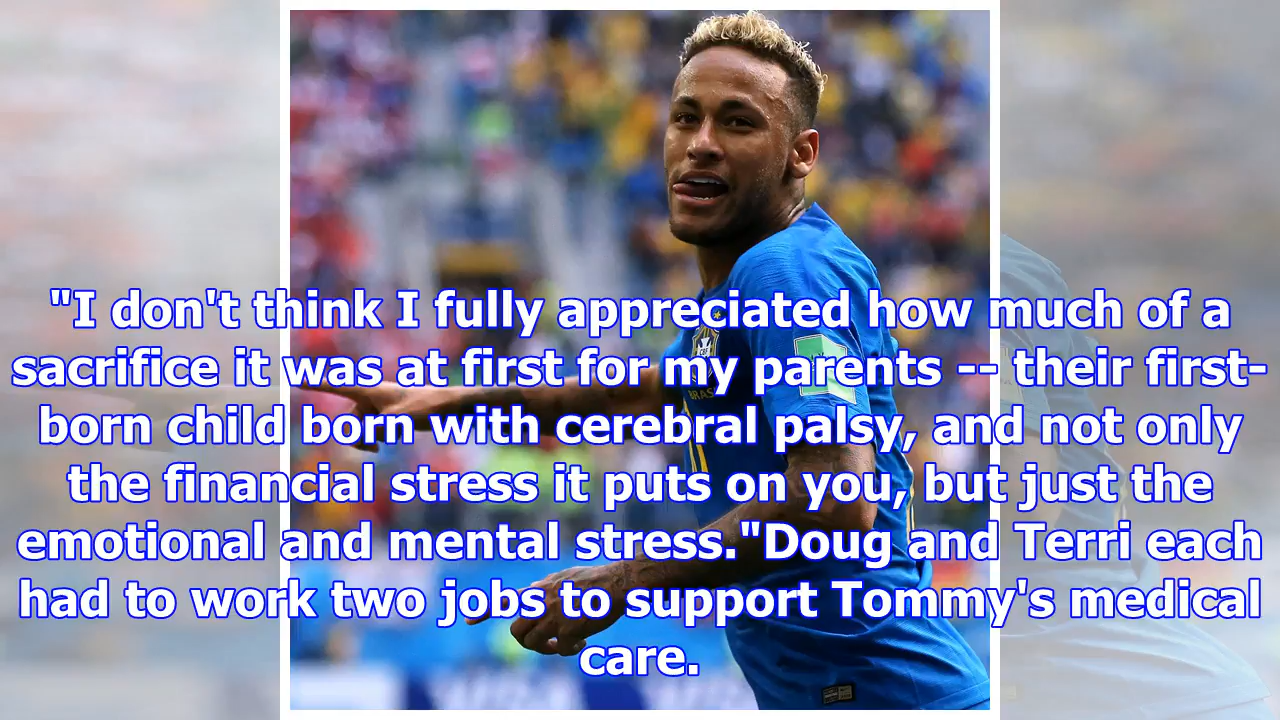 "I don't think I fully appreciated how much of a
sacrifice it was at first for my parents -- their first-
born child born with cerebral palsy, and not only
the financial stress it puts on you, but just the
emotional and mental stress."Doug and Terri each
had to work two jobs to support Tommy's medical
care.